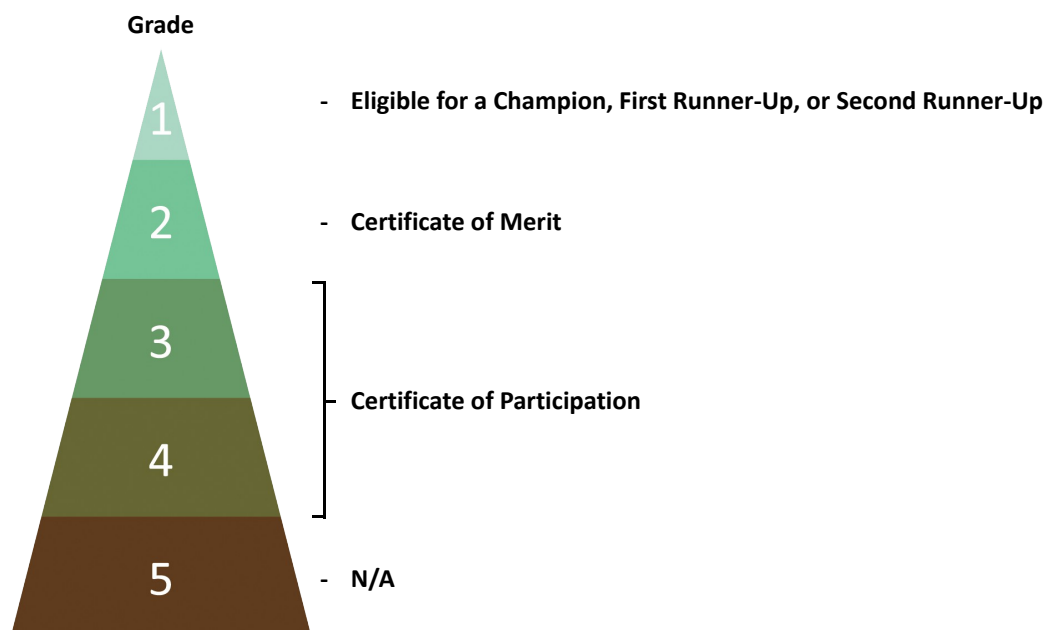 Grade
1
- Eligible for a Champion, First Runner-Up, or Second Runner-Up
2
- Certificate of Merit
3
- Certificate of Participation
4
5
- N/A